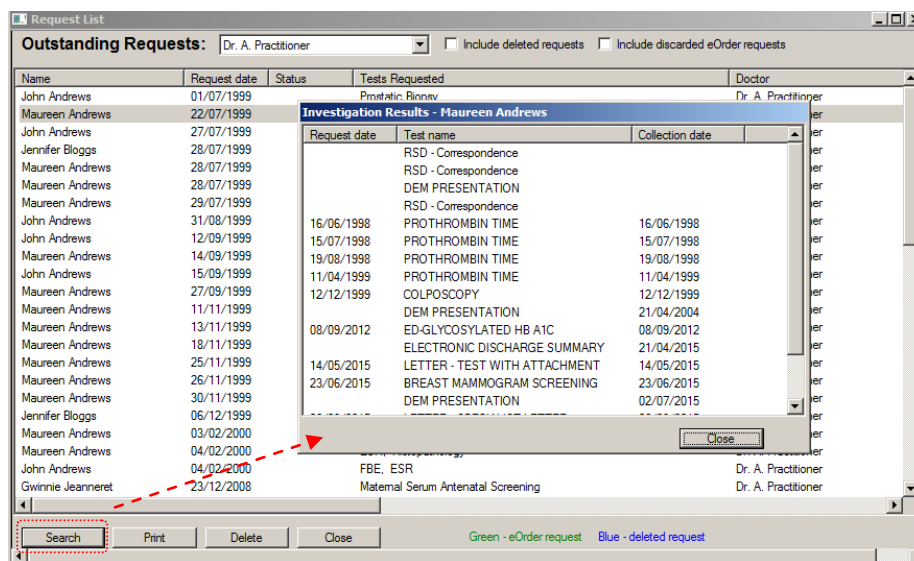 Request List
Outstanding Requests: Dr. A. Practitioner Include deleted requests Include discarded eOrder requests
Name Request date Status Tests Requested Doctor
John Andrews 01/07/1999 Prostatic Biopsy Dr. A. Practitioner
Maureen Andrews 22/07/1999
John Andrews 27/07/1999
Jennifer Bloggs 28/07/1999
Maureen Andrews 28/07/1999
Maureen Andrews 28/07/1999
Maureen Andrews 29/07/1999
John Andrews 31/08/1999
John Andrews 12/09/1999
Maureen Andrews 14/09/1999
John Andrews 15/09/1999
Maureen Andrews 27/09/1999
Maureen Andrews 11/11/1999
Maureen Andrews 13/11/1999
Maureen Andrews 18/11/1999
Maureen Andrews 25/11/1999
Maureen Andrews 26/11/1999
Maureen Andrews 30/11/1999
Jennifer Bloggs 06/12/1999
Maureen Andrews 03/02/2000
Maureen Andrews 04/02/2000
John Andrews 04/02/2000 FBE, ESR Dr. A. Practitioner
Gwinnie Jeanneret 23/12/2008 Maternal Serum Antenatal Screening Dr. A. Practitioner
Investigation Results - Maureen Andrews
Request date Test name Collection date
RSD - Correspondence
RSD - Correspondence
DEM PRESENTATION
RSD - Correspondence
16/06/1998 PROTHROMBIN TIME 16/06/1998
15/07/1998 PROTHROMBIN TIME 15/07/1998
19/08/1998 PROTHROMBIN TIME 19/08/1998
11/04/1999 PROTHROMBIN TIME 11/04/1999
12/12/1999 COLPOSCOPY 12/12/1999
DEM PRESENTATION 21/04/2004
08/09/2012 ED-GLYCOSYLATED HB A1C 08/09/2012
ELECTRONIC DISCHARGE SUMMARY 21/04/2015
14/05/2015 LETTER - TEST WITH ATTACHMENT 14/05/2015
23/06/2015 BREAST MAMMOGRAM SCREENING 23/06/2015
DEM PRESENTATION 02/07/2015
Close
Search Print Delete Close Green - eOrder request Blue - deleted request